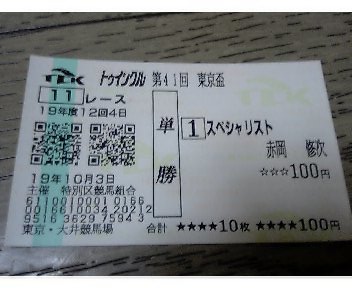 TCK トゥインクル 第41回 東京盃
11 レース
19年度12回4日
単勝
1 スペシャリスト
赤岡 修次
☆☆☆100円
19年10月3日
主催 特別区競馬組合
東京・大井競馬場
合計 ★★★★10枚 ★★★★100円